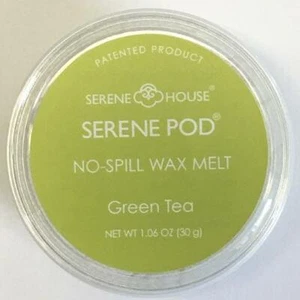 PATENTED PRODUCT
SERENE HOUSE®
SERENE POD®
NO-SPILL WAX MELT
Green Tea
NET WT 1.06 OZ (30 g)